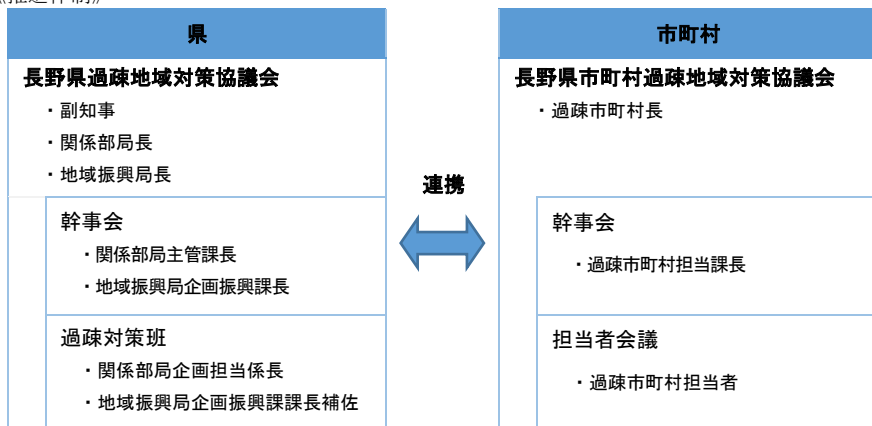 県
長野県過疎地域対策協議会
・副知事
・関係部局長
・地域振興局長
幹事会
・関係部局主管課長
・地域振興局企画振興課長
過疎対策班
・関係部局企画担当係長
・地域振興局企画振興課課長補佐
連携
市町村
長野県市町村過疎地域対策協議会
・過疎市町村長
幹事会
・過疎市町村担当課長
担当者会議
・過疎市町村担当者